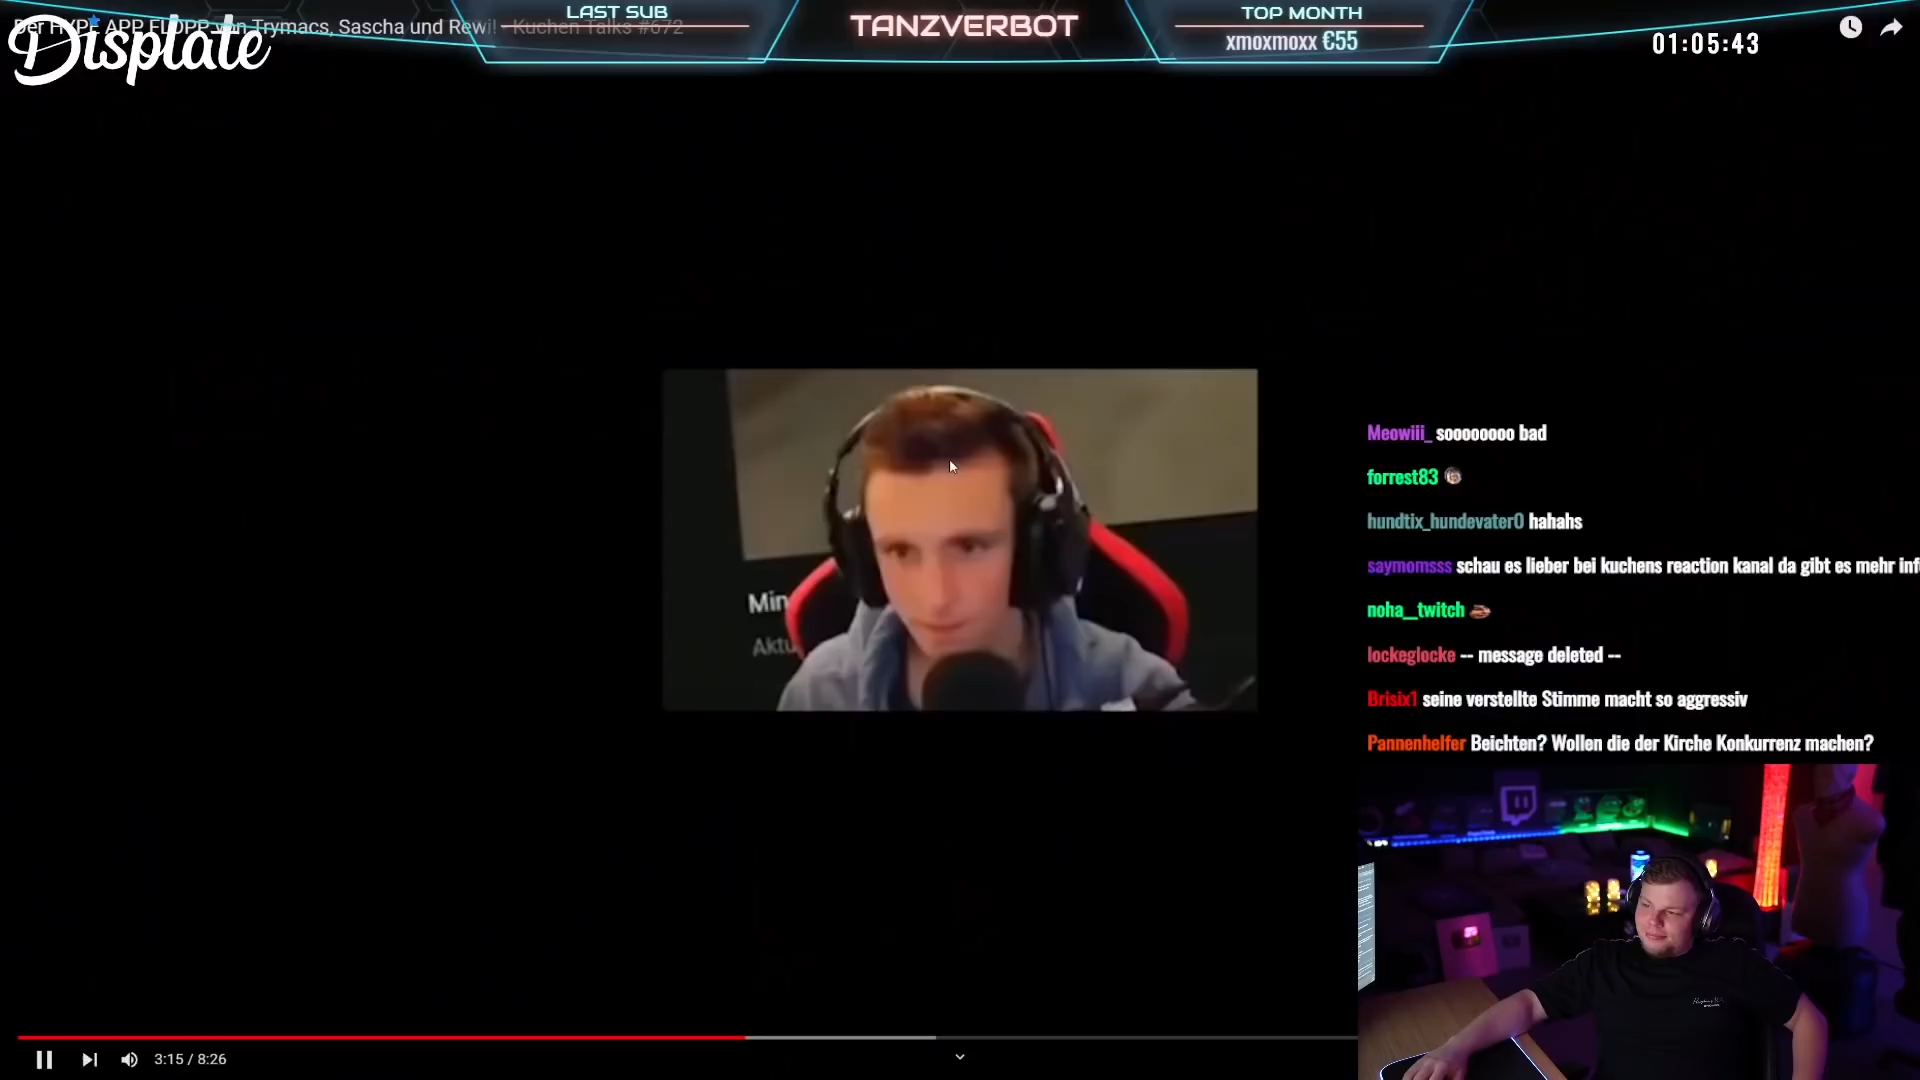 Der HYPE APP FLOPP von Trymacs, Sascha und Rewi! - Kuchen Talks #672
Displate
LAST SUB
TANZVERBOT
TOP MONTH
xmoxmoxx €55
01:05:43
Min
Aktu
Meowiii_ soooooooo bad
forrest83
hundtix_hundevater0 hahahs
saymomsss schau es lieber bei kuchens reaction kanal da gibt es mehr inf
noha__twitch
lockeglocke -- message deleted --
Brisix1 seine verstellte Stimme macht so aggressiv
Pannenhelfer Beichten? Wollen die der Kirche Konkurrenz machen?
3:15 / 8:26